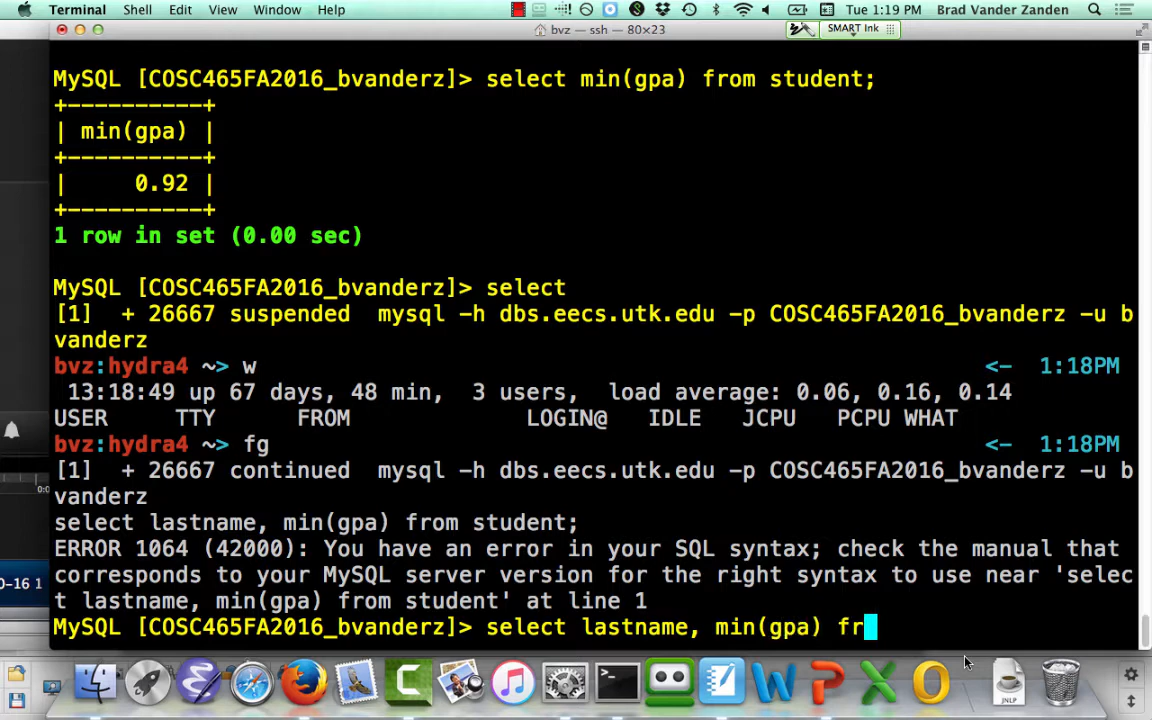 Terminal Shell Edit View Window Help Tue 1:19 PM Brad Vander Zanden
bvz — ssh — 80×23
SMART Ink
MySQL [COSC465FA2016_bvanderz]> select min(gpa) from student;
+----------+
| min(gpa) |
+----------+
|     0.92 |
+----------+
1 row in set (0.00 sec)
MySQL [COSC465FA2016_bvanderz]> select
[1]  + 26667 suspended  mysql -h dbs.eecs.utk.edu -p COSC465FA2016_bvanderz -u b
vanderz
bvz:hydra4 ~> w <- 1:18PM
13:18:49 up 67 days, 48 min,  3 users,  load average: 0.06, 0.16, 0.14
USER     TTY      FROM             LOGIN@   IDLE   JCPU   PCPU WHAT
bvz:hydra4 ~> fg <- 1:18PM
[1]  + 26667 continued  mysql -h dbs.eecs.utk.edu -p COSC465FA2016_bvanderz -u b
vanderz
select lastname, min(gpa) from student;
ERROR 1064 (42000): You have an error in your SQL syntax; check the manual that
corresponds to your MySQL server version for the right syntax to use near 'selec
t lastname, min(gpa) from student' at line 1
MySQL [COSC465FA2016_bvanderz]> select lastname, min(gpa) fr
0:0
0-16 1
JNLP